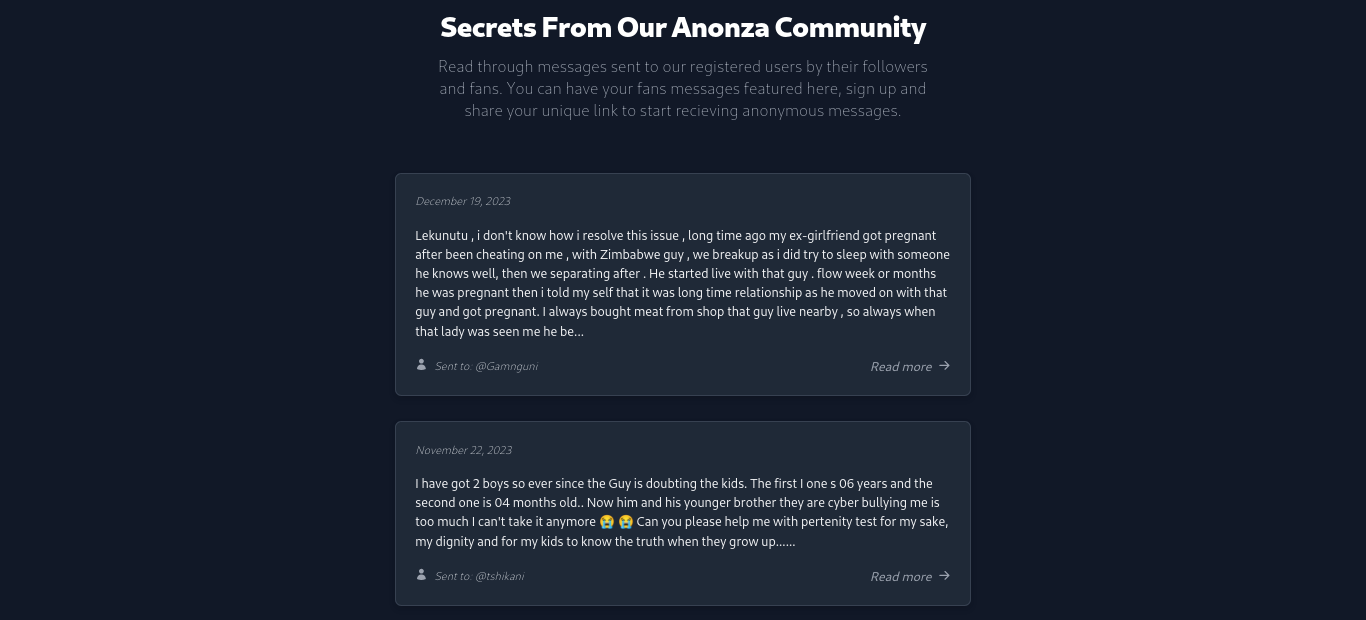 Secrets From Our Anonza Community
Read through messages sent to our registered users by their followers
and fans. You can have your fans messages featured here, sign up and
share your unique link to start recieving anonymous messages.
December 19, 2023
Lekunutu , i don't know how i resolve this issue , long time ago my ex-girlfriend got pregnant
after been cheating on me , with Zimbabwe guy , we breakup as i did try to sleep with someone
he knows well, then we separating after . He started live with that guy . flow week or months
he was pregnant then i told my self that it was long time relationship as he moved on with that
guy and got pregnant. I always bought meat from shop that guy live nearby , so always when
that lady was seen me he be...
Sent to: @Gamnguni
Read more →
November 22, 2023
I have got 2 boys so ever since the Guy is doubting the kids. The first I one s 06 years and the
second one is 04 months old.. Now him and his younger brother they are cyber bullying me is
too much I can't take it anymore 😭 😭 Can you please help me with pertenity test for my sake,
my dignity and for my kids to know the truth when they grow up......
Sent to: @tshikani
Read more →